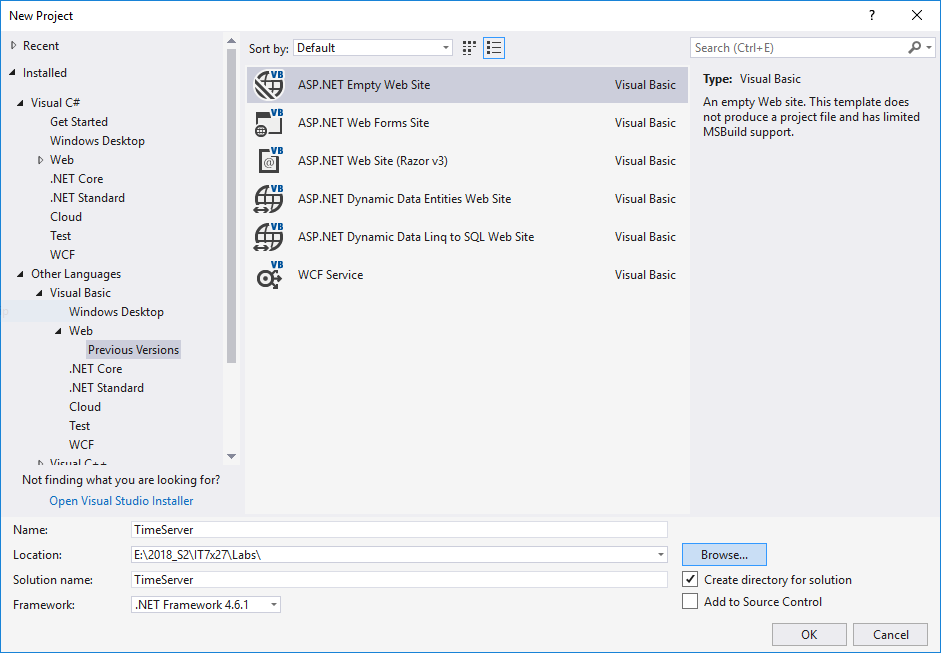 New Project
?
Recent
Installed
Visual C#
Get Started
Windows Desktop
Web
.NET Core
.NET Standard
Cloud
Test
WCF
Other Languages
Visual Basic
Windows Desktop
Web
Previous Versions
.NET Core
.NET Standard
Cloud
Test
WCF
Visual C++
Not finding what you are looking for?
Open Visual Studio Installer
Sort by: Default
VB ASP.NET Empty Web Site Visual Basic
VB ASP.NET Web Forms Site Visual Basic
VB @ ASP.NET Web Site (Razor v3) Visual Basic
VB ASP.NET Dynamic Data Entities Web Site Visual Basic
VB ASP.NET Dynamic Data Linq to SQL Web Site Visual Basic
VB WCF Service Visual Basic
Search (Ctrl+E)
Type: Visual Basic
An empty Web site. This template does
not produce a project file and has limited
MSBuild support.
Name: TimeServer
Location: E:\2018_S2\IT7x27\Labs\ Browse...
Solution name: TimeServer Create directory for solution
Framework: .NET Framework 4.6.1 Add to Source Control
OK Cancel